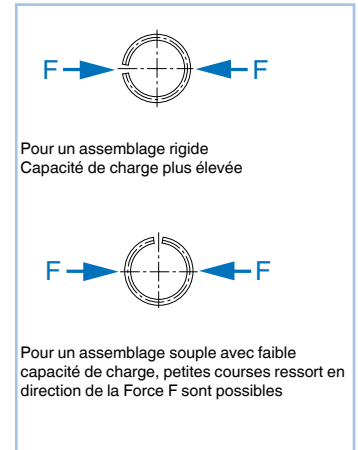 F F
Pour un assemblage rigide
Capacité de charge plus élevée
F F
Pour un assemblage souple avec faible
capacité de charge, petites courses ressort en
direction de la Force F sont possibles